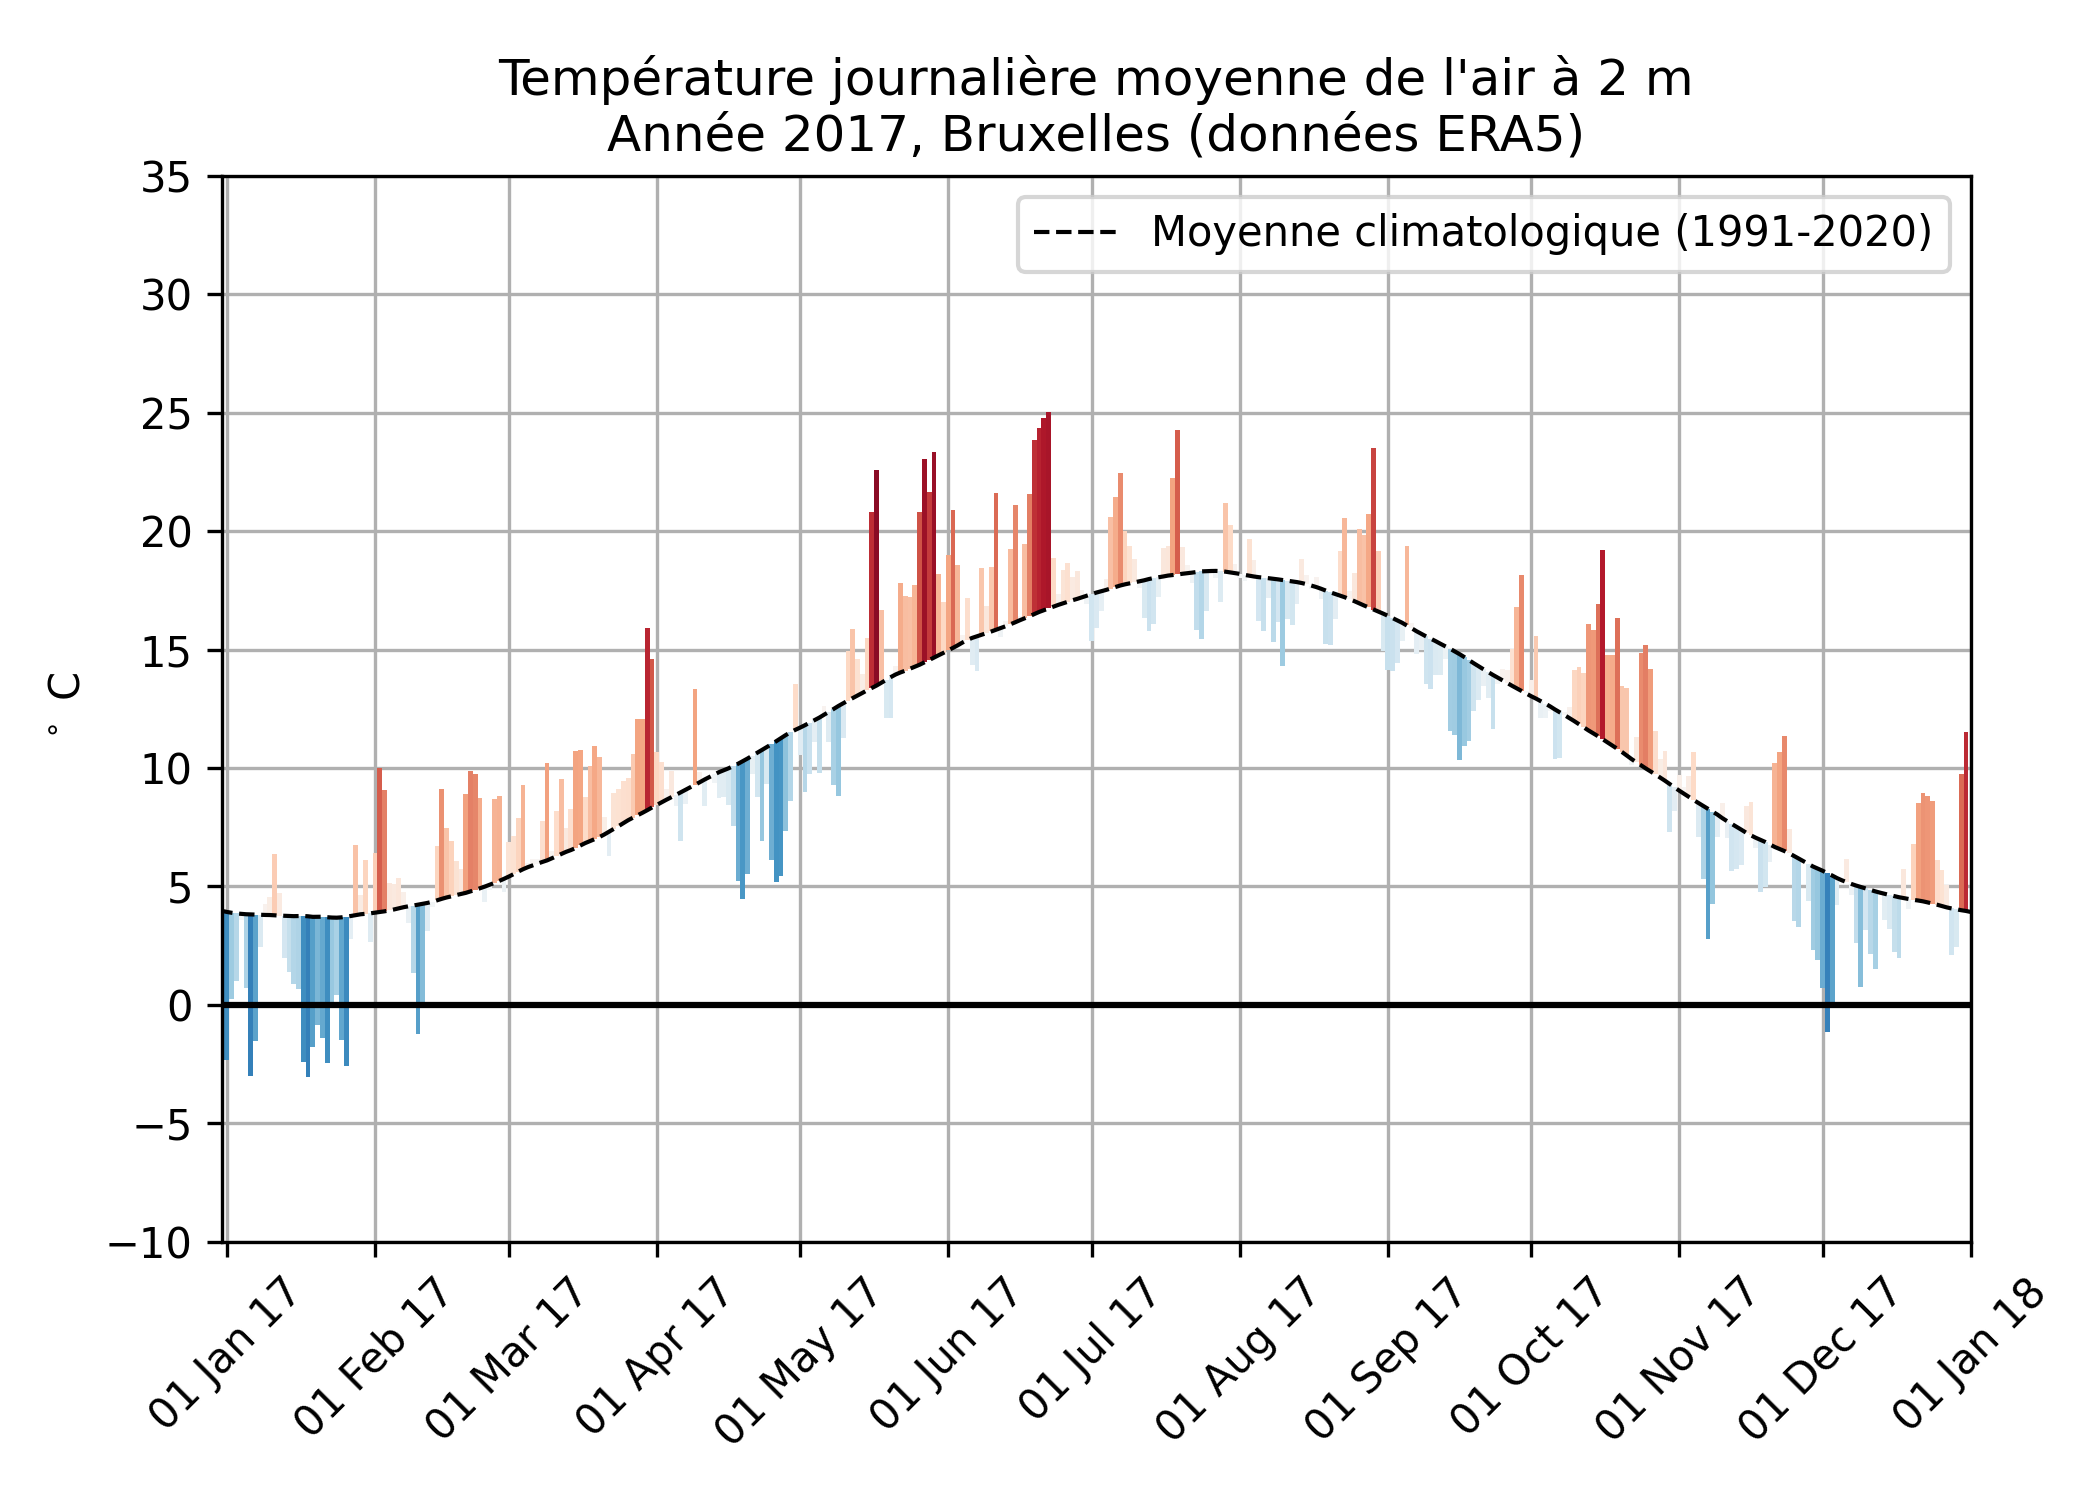 Température journalière moyenne de l'air à 2 m
Année 2017, Bruxelles (données ERA5)
Moyenne climatologique (1991-2020)
35
30
25
20
15
10
5
0
−5
−10
° C
01 Jan 17
01 Feb 17
01 Mar 17
01 Apr 17
01 May 17
01 Jun 17
01 Jul 17
01 Aug 17
01 Sep 17
01 Oct 17
01 Nov 17
01 Dec 17
01 Jan 18